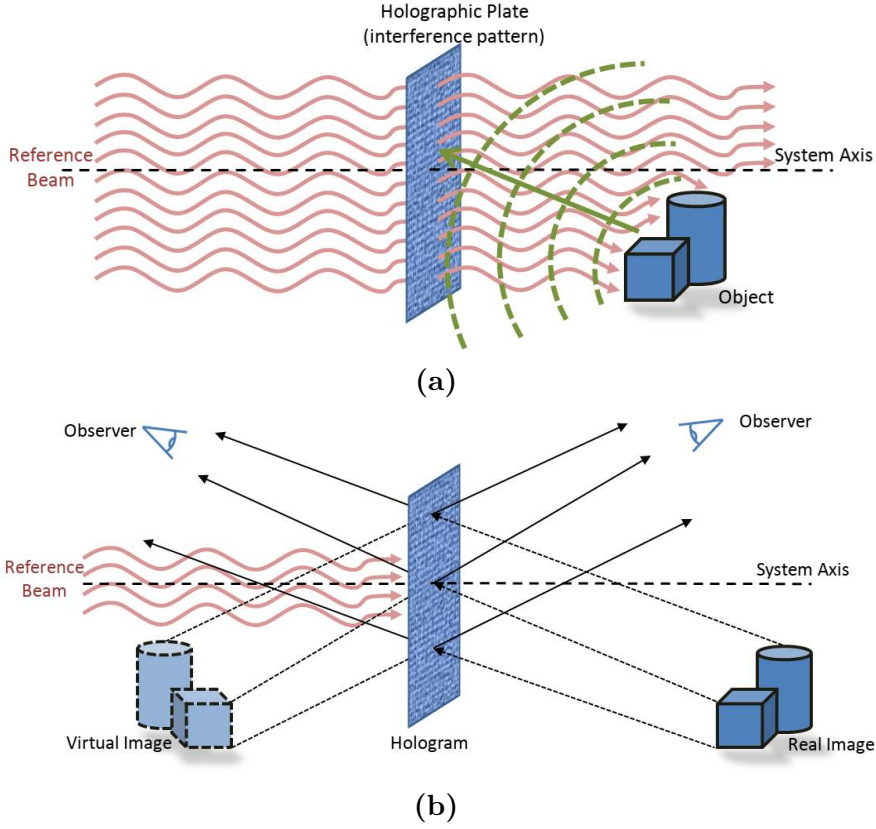 Holographic Plate
(interference pattern)
Reference
Beam
System Axis
Object
(a)
Observer
Observer
Reference
Beam
System Axis
Virtual Image
Hologram
Real Image
(b)